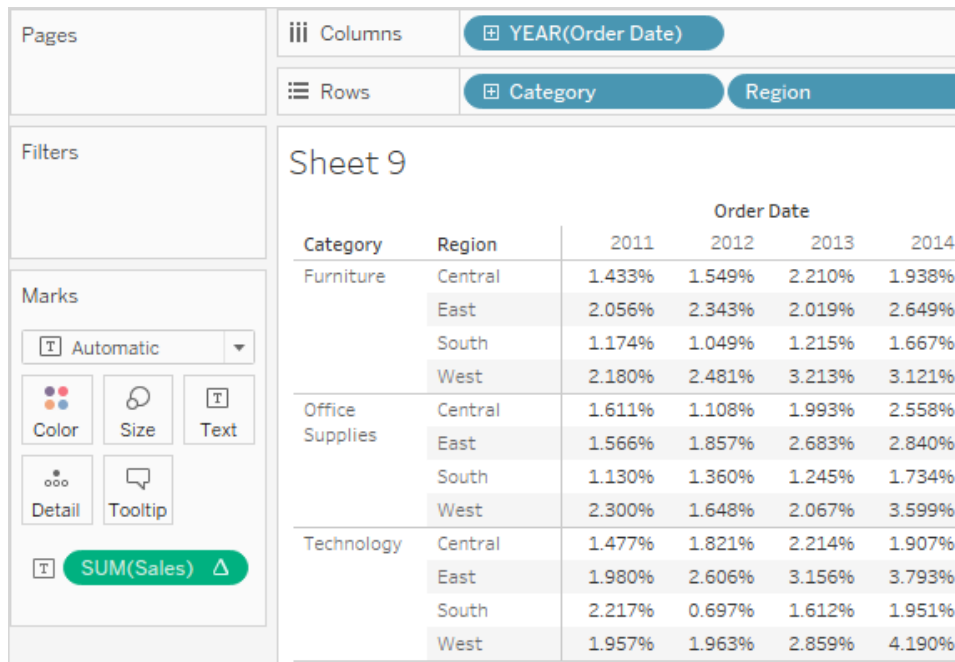 Pages
Columns YEAR(Order Date)
Rows Category Region
Filters
Sheet 9
Order Date
Category Region 2011 2012 2013 2014
Furniture Central 1.433% 1.549% 2.210% 1.938%
East 2.056% 2.343% 2.019% 2.649%
South 1.174% 1.049% 1.215% 1.667%
West 2.180% 2.481% 3.213% 3.121%
Office Central 1.611% 1.108% 1.993% 2.558%
Supplies East 1.566% 1.857% 2.683% 2.840%
South 1.130% 1.360% 1.245% 1.734%
West 2.300% 1.648% 2.067% 3.599%
Technology Central 1.477% 1.821% 2.214% 1.907%
East 1.980% 2.606% 3.156% 3.793%
South 2.217% 0.697% 1.612% 1.951%
West 1.957% 1.963% 2.859% 4.190%
Marks
T Automatic
Color Size T Text
Detail Tooltip
T SUM(Sales) Δ